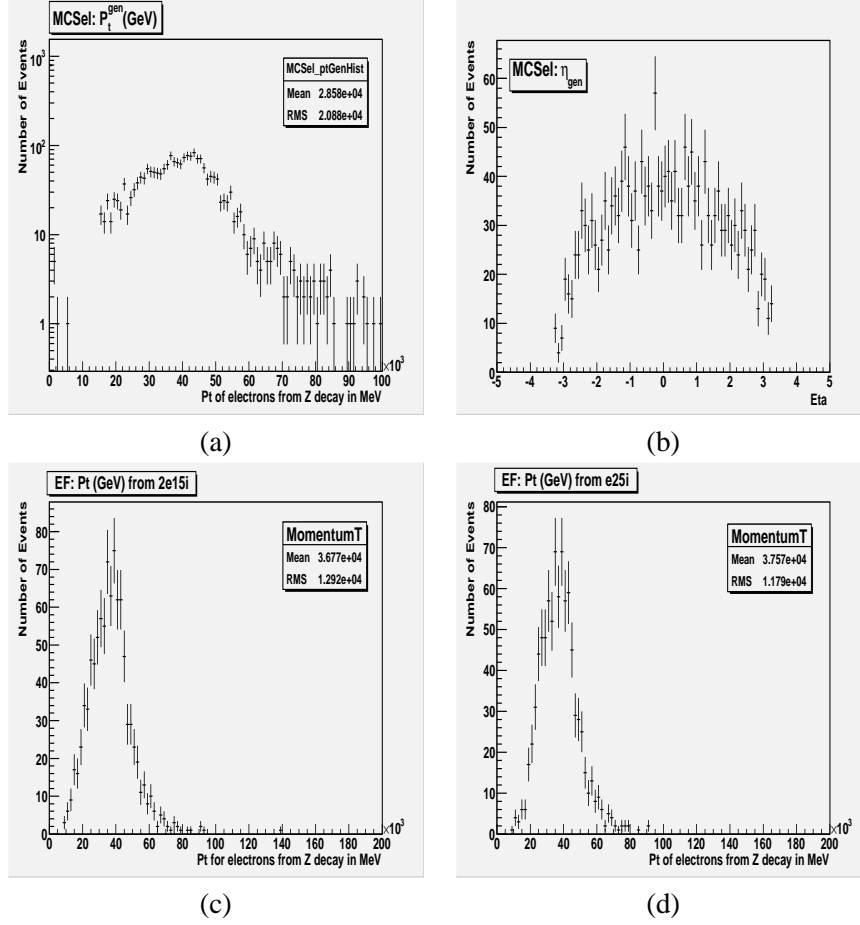 MCSel: P_t^gen(GeV)
Number of Events
MCSel_ptGenHist
Mean 2.858e+04
RMS 2.088e+04
10^3
10^2
10
1
0 10 20 30 40 50 60 70 80 90 100
×10^3
Pt of electrons from Z decay in MeV
(a)
MCSel: η_gen
Number of Events
60
50
40
30
20
10
0
-5 -4 -3 -2 -1 0 1 2 3 4 5
Eta
(b)
EF: Pt (GeV) from 2e15i
Number of Events
MomentumT
Mean 3.677e+04
RMS 1.292e+04
80
70
60
50
40
30
20
10
0
0 20 40 60 80 100 120 140 160 180 200
×10^3
Pt for electrons from Z decay in MeV
(c)
EF: Pt (GeV) from e25i
Number of Events
MomentumT
Mean 3.757e+04
RMS 1.179e+04
80
70
60
50
40
30
20
10
0
0 20 40 60 80 100 120 140 160 180 200
×10^3
Pt of electrons from Z decay in MeV
(d)